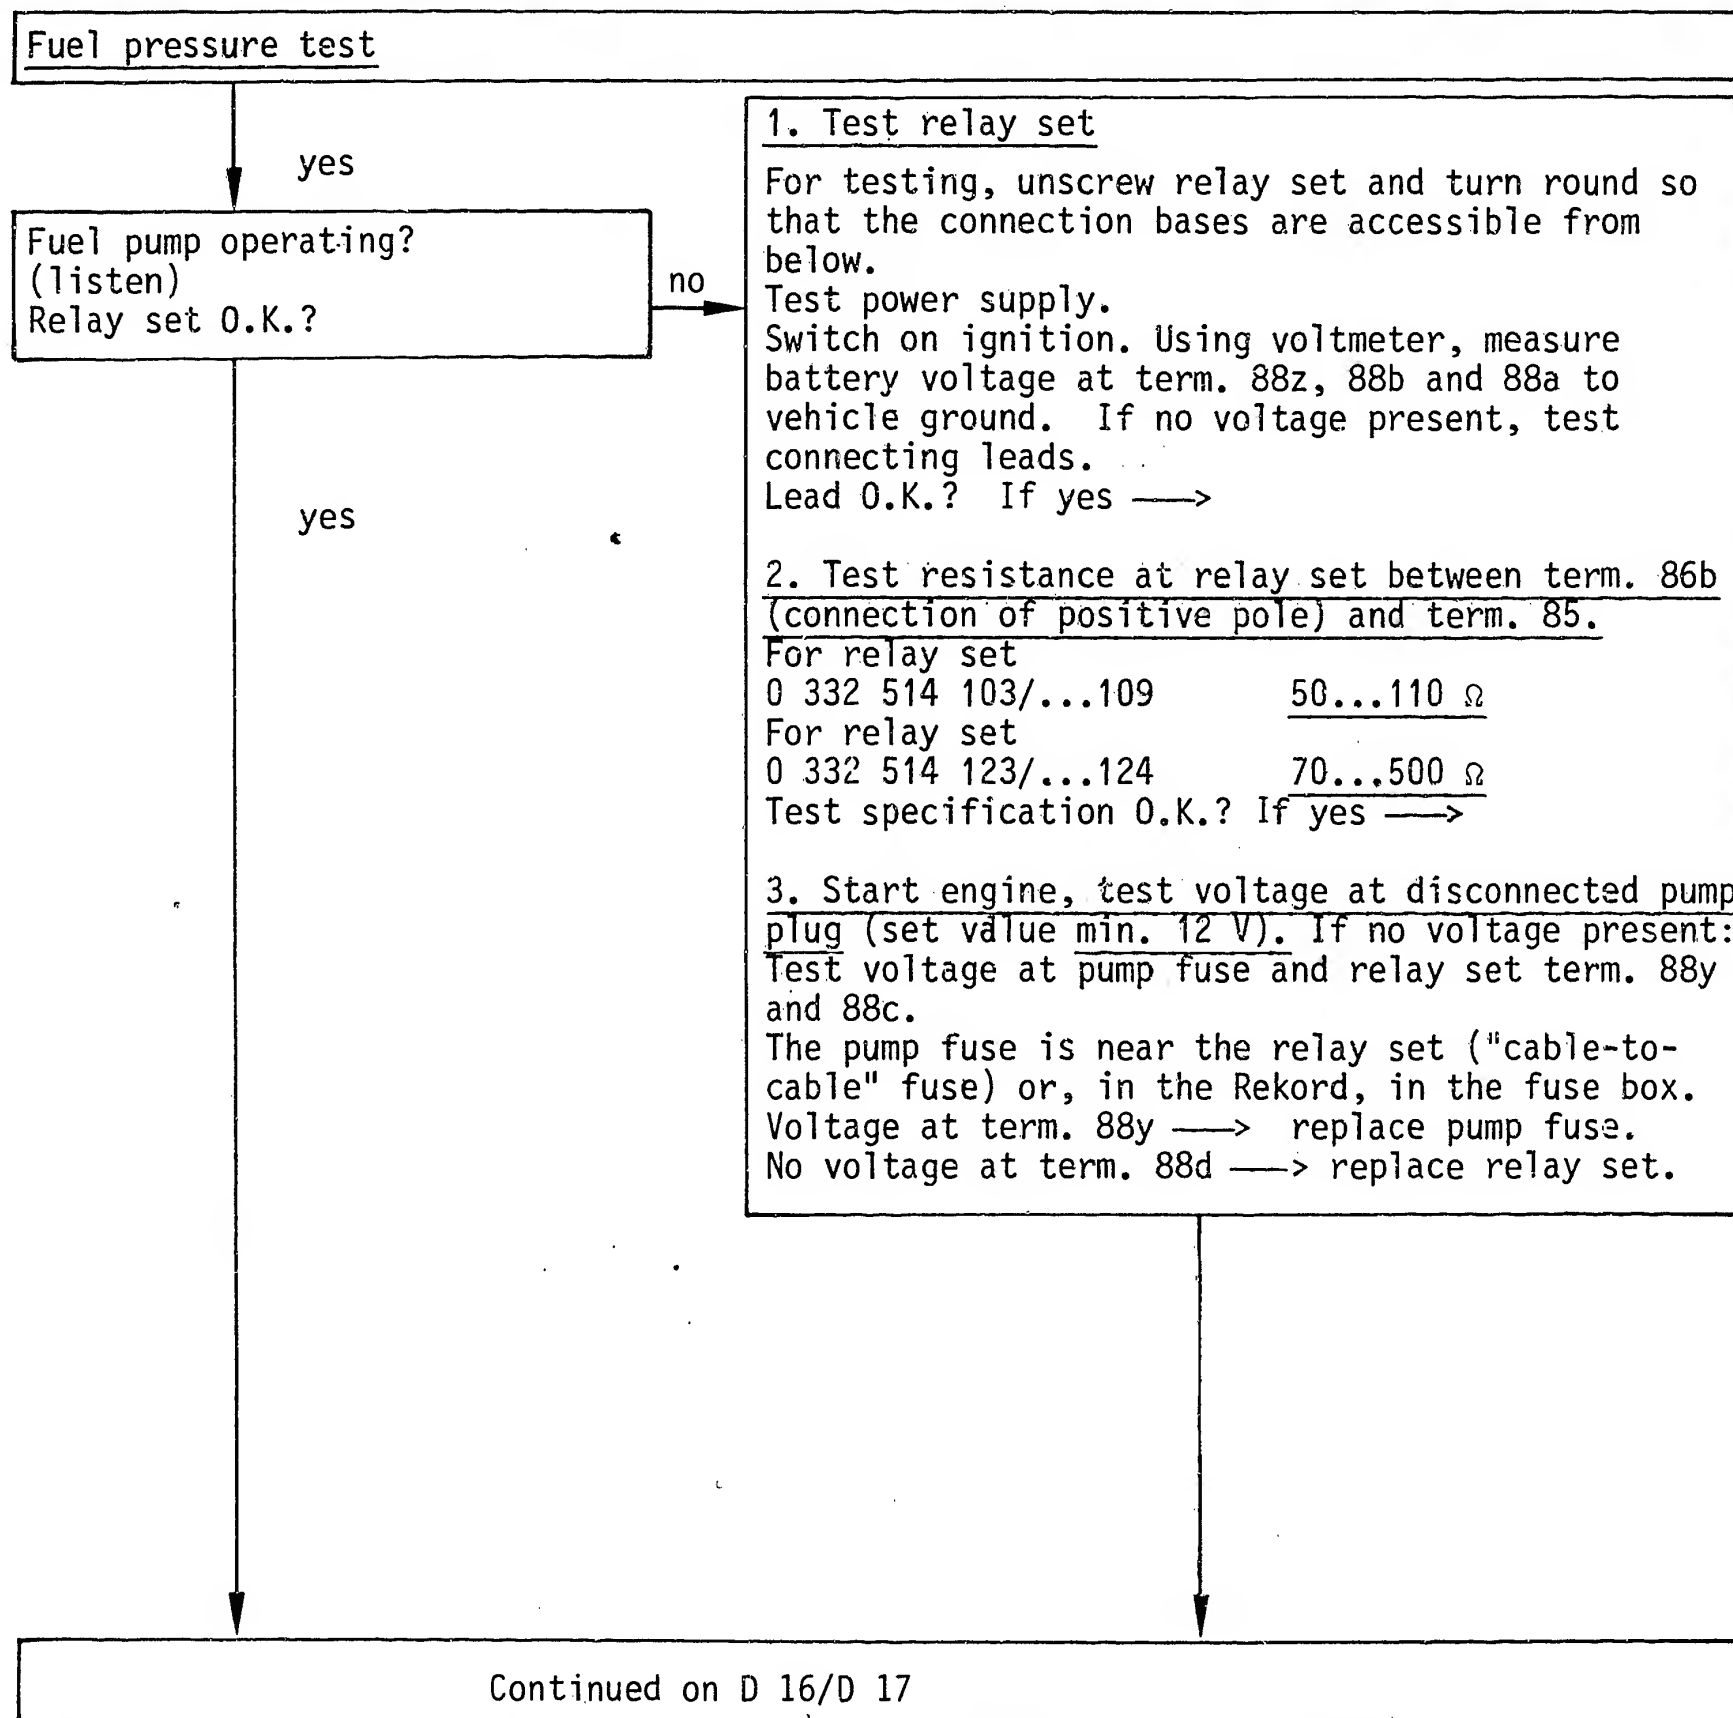 Fuel pressure test
yes
Fuel pump operating?
(listen)
Relay set O.K.?
no
yes
1. Test relay set
For testing, unscrew relay set and turn round so
that the connection bases are accessible from
below.
Test power supply.
Switch on ignition. Using voltmeter, measure
battery voltage at term. 88z, 88b and 88a to
vehicle ground. If no voltage present, test
connecting leads.
Lead O.K.? If yes ——>
2. Test resistance at relay set between term. 86b
(connection of positive pole) and term. 85.
For relay set
0 332 514 103/...109 50...110 Ω
For relay set
0 332 514 123/...124 70...500 Ω
Test specification O.K.? If yes ——>
3. Start engine, test voltage at disconnected pump
plug (set value min. 12 V). If no voltage present:
Test voltage at pump fuse and relay set term. 88y
and 88c.
The pump fuse is near the relay set ("cable-to-
cable" fuse) or, in the Rekord, in the fuse box.
Voltage at term. 88y ——> replace pump fuse.
No voltage at term. 88d ——> replace relay set.
Continued on D 16/D 17